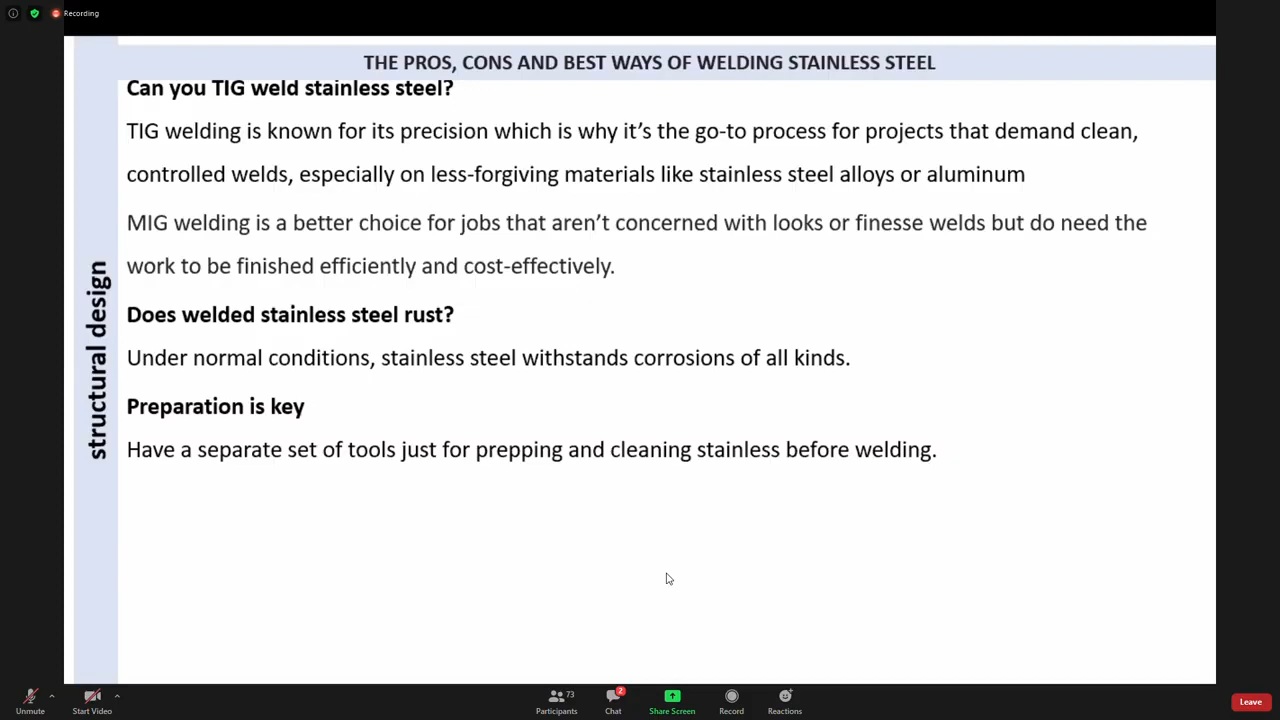 Recording
THE PROS, CONS AND BEST WAYS OF WELDING STAINLESS STEEL
structural design
Can you TIG weld stainless steel?
TIG welding is known for its precision which is why it’s the go-to process for projects that demand clean,
controlled welds, especially on less-forgiving materials like stainless steel alloys or aluminum
MIG welding is a better choice for jobs that aren’t concerned with looks or finesse welds but do need the
work to be finished efficiently and cost-effectively.
Does welded stainless steel rust?
Under normal conditions, stainless steel withstands corrosions of all kinds.
Preparation is key
Have a separate set of tools just for prepping and cleaning stainless before welding.
Unmute
Start Video
73
Participants
2
Chat
Share Screen
Record
Reactions
Leave